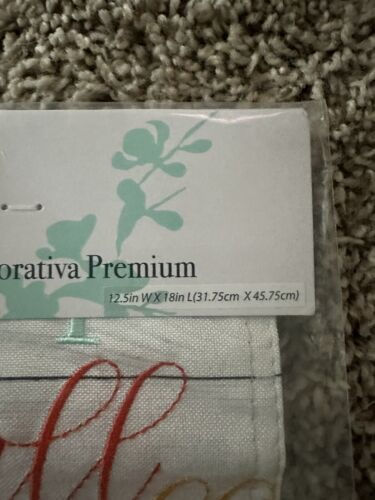 orativa Premium
12.5in W X 18in L(31.75cm X 45.75cm)